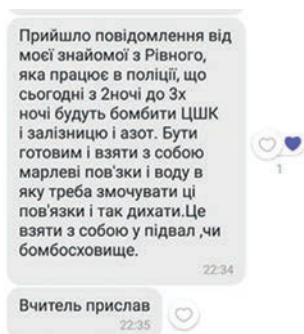 Прийшло повідомлення від
моєї знайомої з Рівного,
яка працює в поліції, що
сьогодні з 2ночі до 3х
ночі будуть бомбити ЦШК
і залізницю і азот. Бути
готовим і взяти з собою
марлеві пов'зки і воду в
яку треба змочувати ці
пов'язки і так дихати.Це
взяти з собою у підвал ,чи
бомбосховище.
22:34
1
Вчитель прислав
22:35